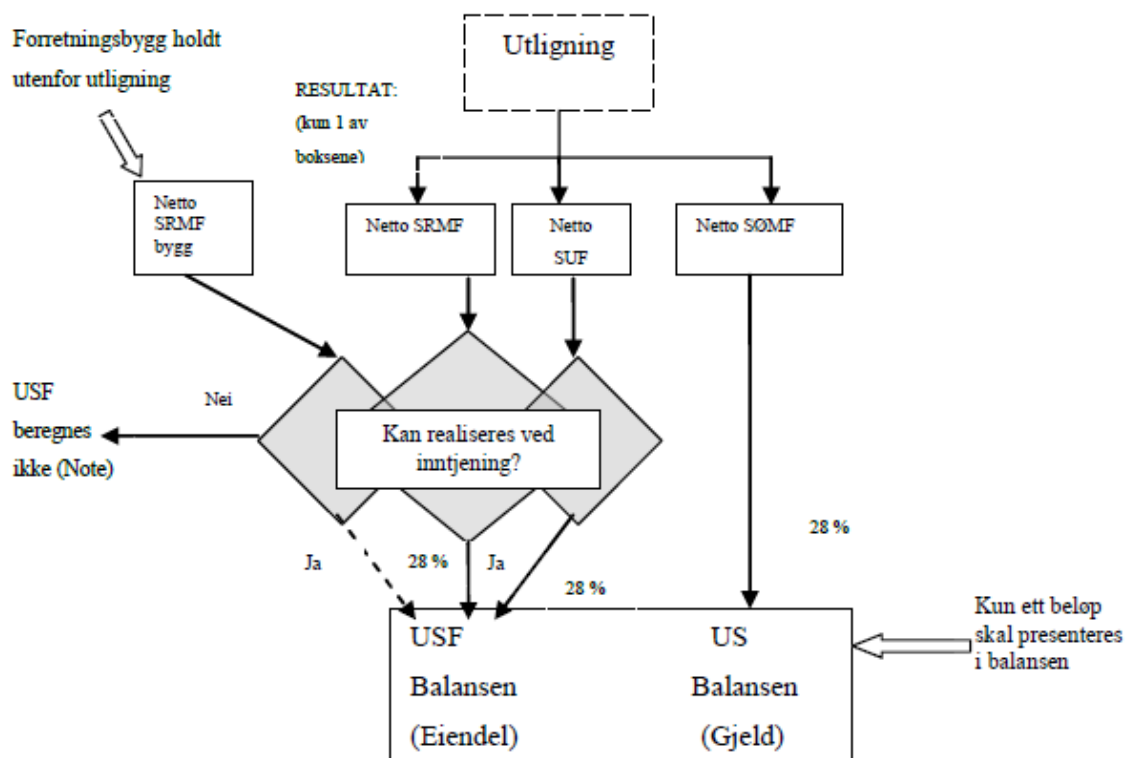 Forretningsbygg holdt
utenfor utligning
Utligning
RESULTAT:
(kun 1 av
boksene)
Netto
SRMF
bygg
Netto SRMF
Netto
SUF
Netto SØMF
USF
beregnes
ikke (Note)
Nei
Kan realiseres ved
inntjening?
Ja
28 %
Ja
28 %
28 %
USF
Balansen
(Eiendel)
US
Balansen
(Gjeld)
Kun ett beløp
skal presenteres
i balansen